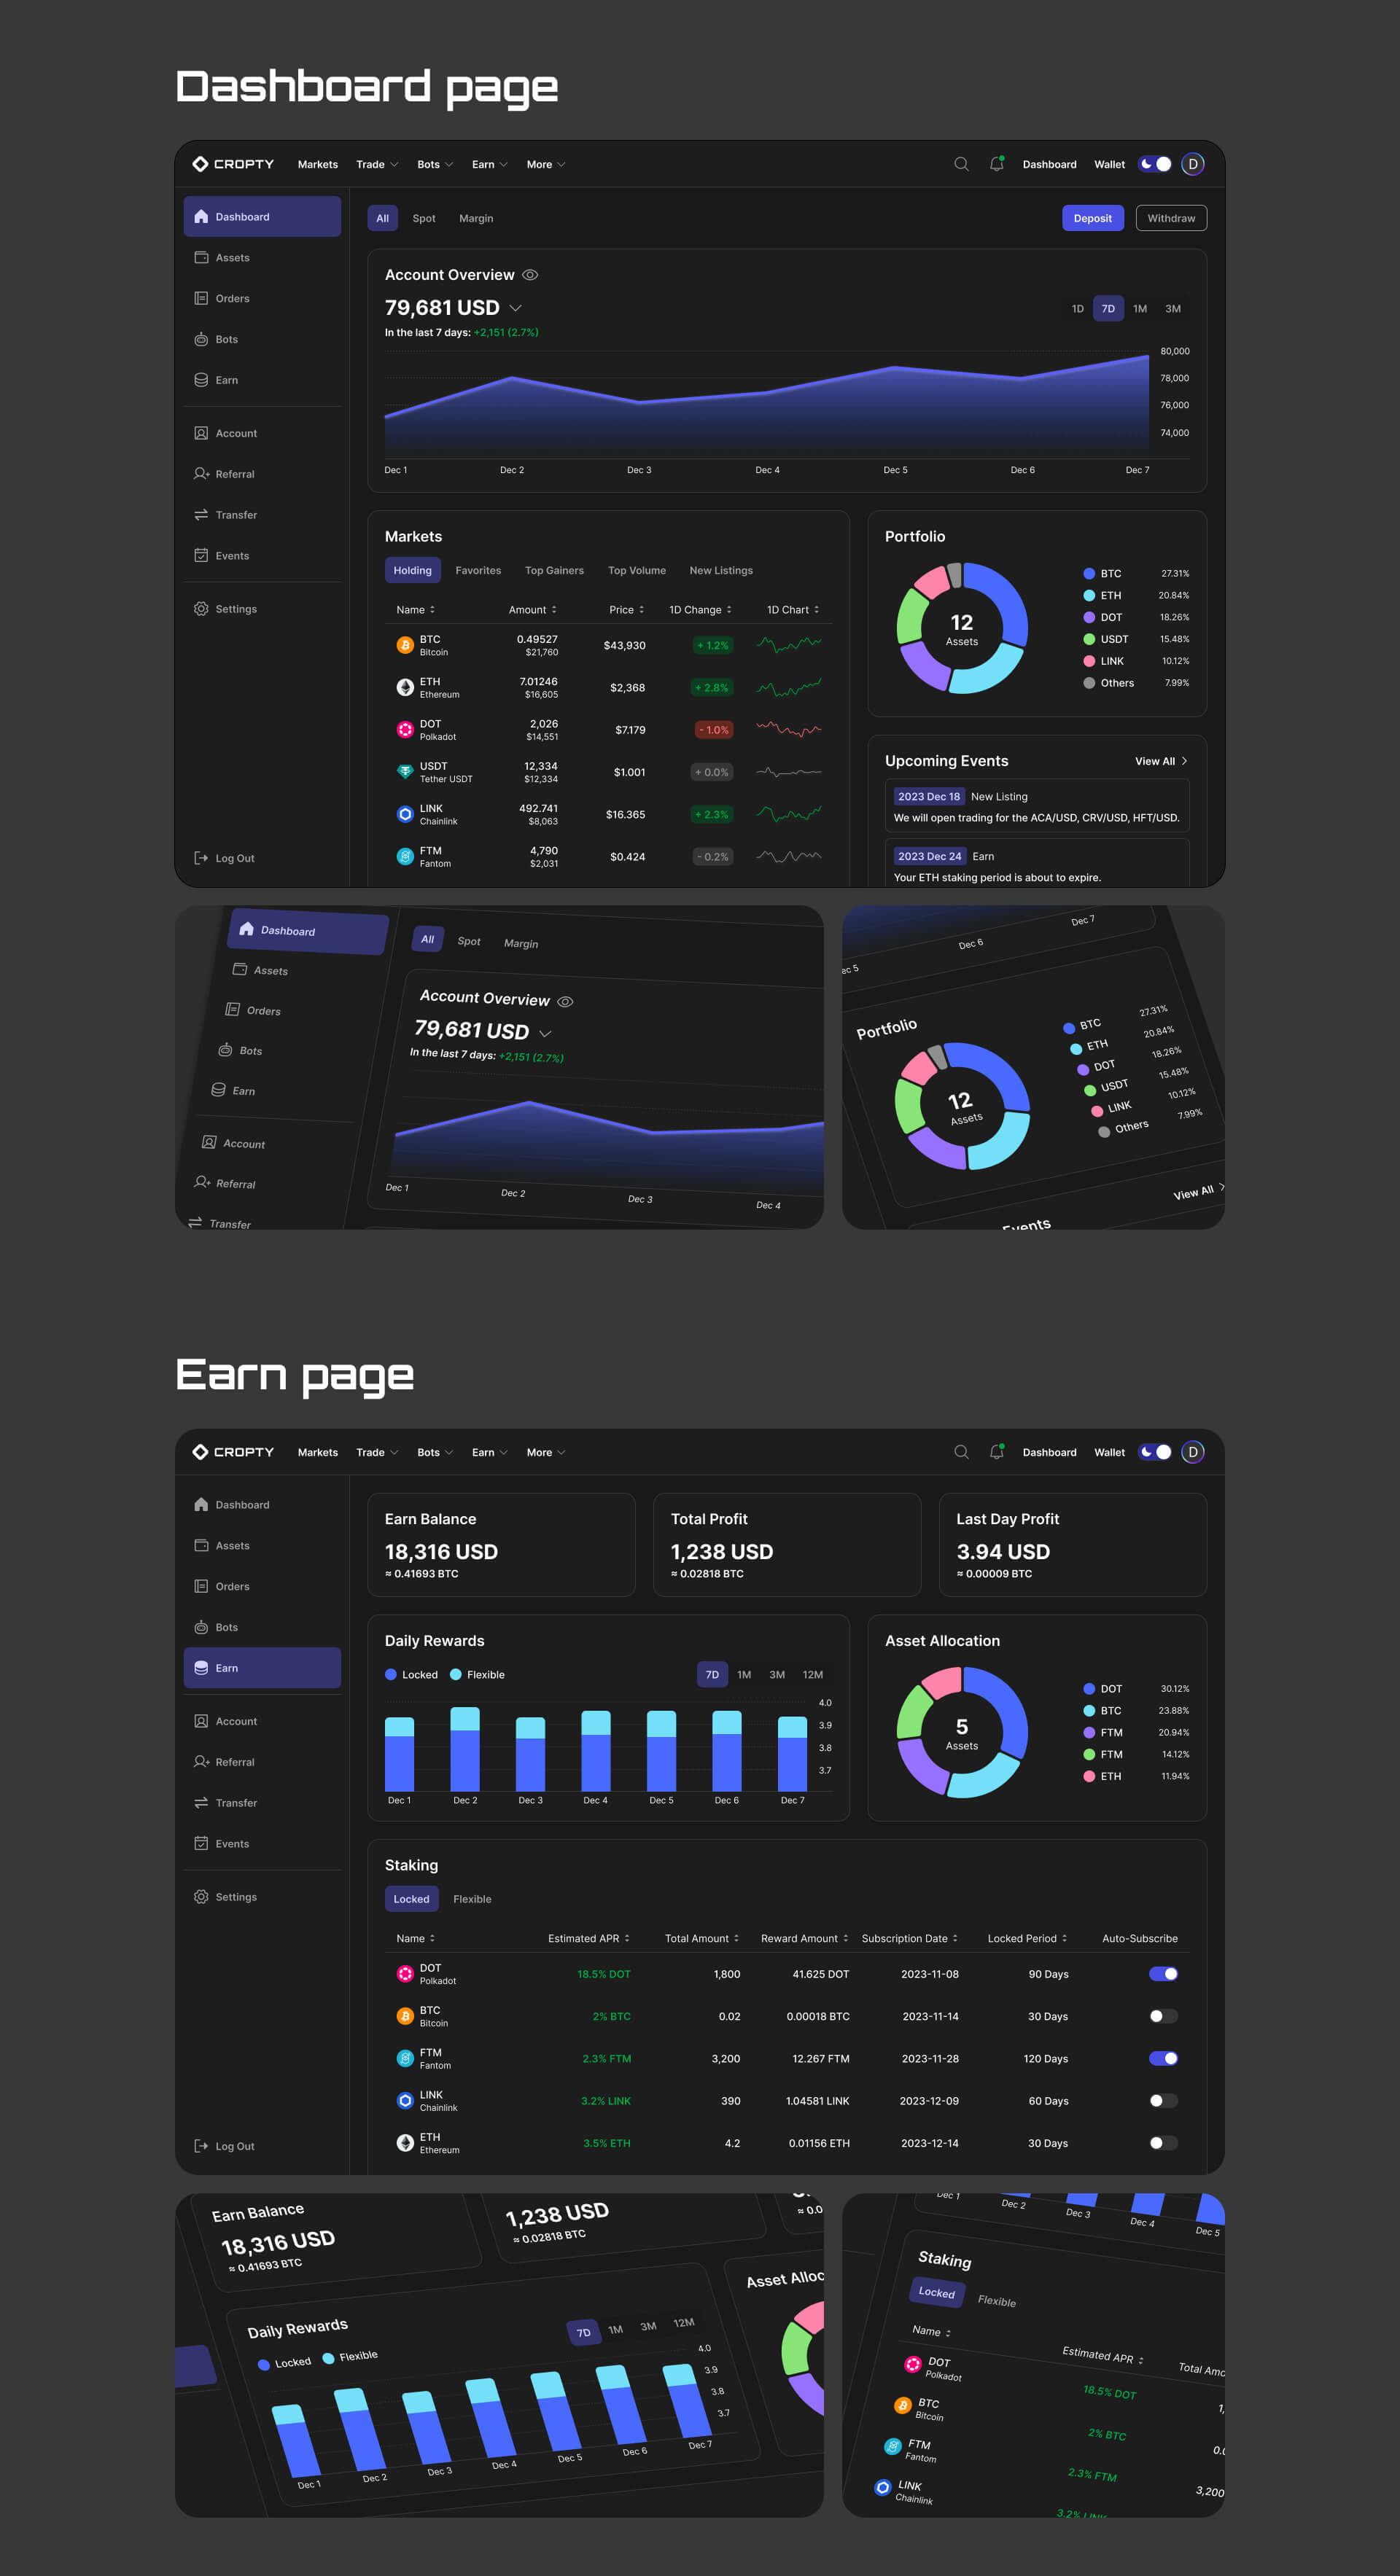 Dashboard page
CROPTY Markets Trade Bots Earn More Dashboard Wallet D
Dashboard
Assets
Orders
Bots
Earn
Account
Referral
Transfer
Events
Settings
Log Out
All Spot Margin Deposit Withdraw
Account Overview
79,681 USD
In the last 7 days: +2,151 (2.7%)
1D 7D 1M 3M
80,000
78,000
76,000
74,000
Dec 1 Dec 2 Dec 3 Dec 4 Dec 5 Dec 6 Dec 7
Markets
Holding Favorites Top Gainers Top Volume New Listings
Name Amount Price 1D Change 1D Chart
BTC 0.49527 $43,930 + 1.2%
Bitcoin $21,760
ETH 7.01246 $2,368 + 2.8%
Ethereum $16,605
DOT 2,026 $7.179 - 1.0%
Polkadot $14,551
USDT 12,334 $1.001 + 0.0%
Tether USDT $12,334
LINK 492.741 $16.365 + 2.3%
Chainlink $8,063
FTM 4,790 $0.424 - 0.2%
Fantom $2,031
Portfolio
12
Assets
BTC 27.31%
ETH 20.84%
DOT 18.26%
USDT 15.48%
LINK 10.12%
Others 7.99%
Upcoming Events View All
2023 Dec 18 New Listing
We will open trading for the ACA/USD, CRV/USD, HFT/USD.
2023 Dec 24 Earn
Your ETH staking period is about to expire.
Dashboard
Assets
Orders
Bots
Earn
Account
Referral
Transfer
All Spot Margin
Account Overview
79,681 USD
In the last 7 days: +2,151 (2.7%)
Dec 1 Dec 2 Dec 3 Dec 4
ec 5 Dec 6 Dec 7
Portfolio
12
Assets
BTC 27.31%
ETH 20.84%
DOT 18.26%
USDT 15.48%
LINK 10.12%
Others 7.99%
Events View All
Earn page
CROPTY Markets Trade Bots Earn More Dashboard Wallet D
Dashboard
Assets
Orders
Bots
Earn
Account
Referral
Transfer
Events
Settings
Log Out
Earn Balance
18,316 USD
≈ 0.41693 BTC
Total Profit
1,238 USD
≈ 0.02818 BTC
Last Day Profit
3.94 USD
≈ 0.00009 BTC
Daily Rewards
Locked Flexible 7D 1M 3M 12M
4.0
3.9
3.8
3.7
Dec 1 Dec 2 Dec 3 Dec 4 Dec 5 Dec 6 Dec 7
Asset Allocation
5
Assets
DOT 30.12%
BTC 23.88%
FTM 20.94%
FTM 14.12%
ETH 11.94%
Staking
Locked Flexible
Name Estimated APR Total Amount Reward Amount Subscription Date Locked Period Auto-Subscribe
DOT 18.5% DOT 1,800 41.625 DOT 2023-11-08 90 Days
Polkadot
BTC 2% BTC 0.02 0.00018 BTC 2023-11-14 30 Days
Bitcoin
FTM 2.3% FTM 3,200 12.267 FTM 2023-11-28 120 Days
Fantom
LINK 3.2% LINK 390 1.04581 LINK 2023-12-09 60 Days
Chainlink
ETH 3.5% ETH 4.2 0.01156 ETH 2023-12-14 30 Days
Ethereum
Earn Balance
18,316 USD
≈ 0.41693 BTC
1,238 USD
≈ 0.02818 BTC
≈ 0.0
Daily Rewards
Locked Flexible
7D 1M 3M 12M
4.0
3.9
3.8
3.7
Dec 1 Dec 2 Dec 3 Dec 4 Dec 5 Dec 6 Dec 7
Asset Alloc
Dec 1 Dec 2 Dec 3 Dec 4 Dec 5
Staking
Locked Flexible
Name Estimated APR Total Amo
DOT 18.5% DOT 1,
Polkadot
BTC 2% BTC 0.0
Bitcoin
FTM 2.3% FTM 3,200
Fantom
LINK 3.2% LINK
Chainlink